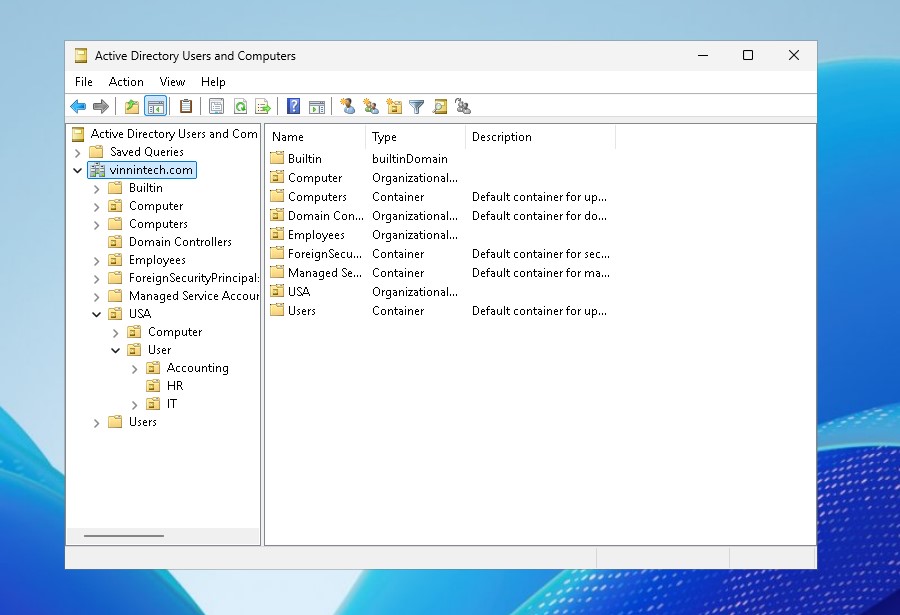 Active Directory Users and Computers
File Action View Help
Active Directory Users and Com
Saved Queries
vinnintech.com
Builtin
Computer
Computers
Domain Controllers
Employees
ForeignSecurityPrincipals
Managed Service Accour
USA
Computer
User
Accounting
HR
IT
Users
Name Type Description
Builtin builtinDomain
Computer Organizational...
Computers Container Default container for up...
Domain Con... Organizational... Default container for do...
Employees Organizational...
ForeignSecu... Container Default container for sec...
Managed Se... Container Default container for ma...
USA Organizational...
Users Container Default container for up...